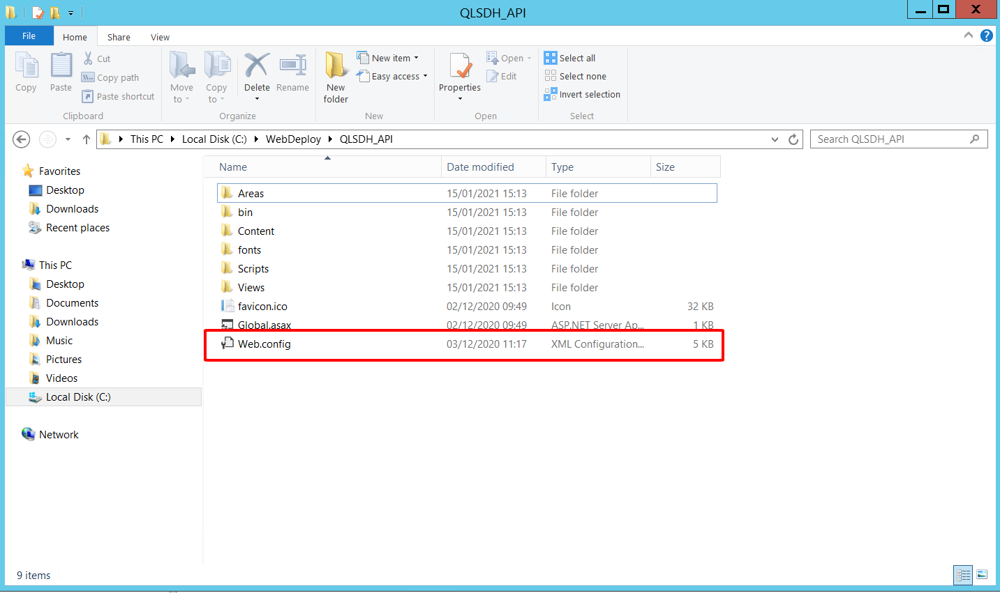 QLSDH_API
File Home Share View
Copy
Paste
Cut
Copy path
Paste shortcut
Clipboard
Move to
Copy to
Delete
Rename
Organize
New folder
New item
Easy access
New
Properties
Open
Edit
Open
Select all
Select none
Invert selection
Select
This PC Local Disk (C:) WebDeploy QLSDH_API
Search QLSDH_API
Favorites
Desktop
Downloads
Recent places
This PC
Desktop
Documents
Downloads
Music
Pictures
Videos
Local Disk (C:)
Network
Name Date modified Type Size
Areas 15/01/2021 15:13 File folder
bin 15/01/2021 15:13 File folder
Content 15/01/2021 15:13 File folder
fonts 15/01/2021 15:13 File folder
Scripts 15/01/2021 15:13 File folder
Views 15/01/2021 15:13 File folder
favicon.ico 02/12/2020 09:49 Icon 32 KB
Global.asax 02/12/2020 09:49 ASP.NET Server Ap... 1 KB
Web.config 03/12/2020 11:17 XML Configuration... 5 KB
9 items